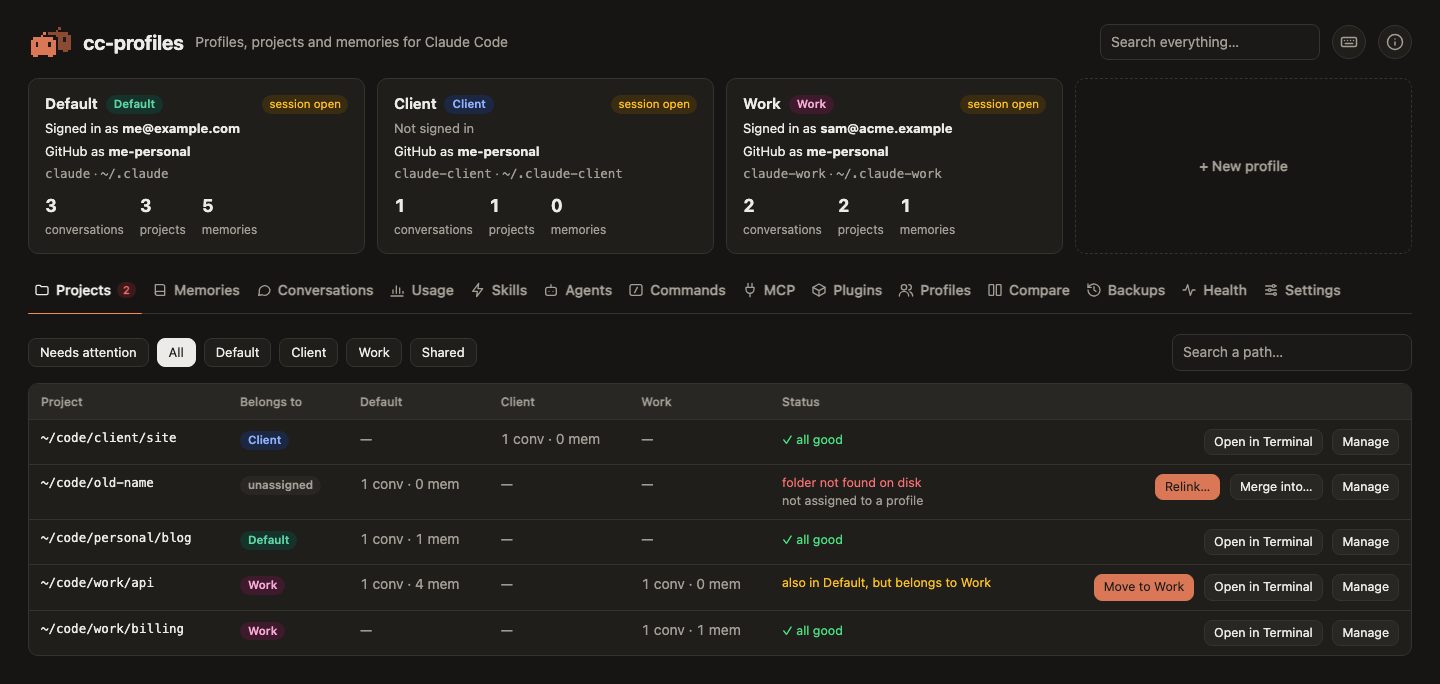 cc-profiles Profiles, projects and memories for Claude Code Search everything...
Default Default session open
Signed in as me@example.com
GitHub as me-personal
claude · ~/.claude
3 3 5
conversations projects memories
Client Client session open
Not signed in
GitHub as me-personal
claude-client · ~/.claude-client
1 1 0
conversations projects memories
Work Work session open
Signed in as sam@acme.example
GitHub as me-personal
claude-work · ~/.claude-work
2 2 1
conversations projects memories
+ New profile
Projects 2 Memories Conversations Usage Skills Agents Commands MCP Plugins Profiles Compare Backups Health Settings
Needs attention All Default Client Work Shared Search a path...
Project Belongs to Default Client Work Status
~/code/client/site Client — 1 conv · 0 mem — ✓ all good Open in Terminal Manage
~/code/old-name unassigned 1 conv · 0 mem — — folder not found on disk Relink... Merge into... Manage
not assigned to a profile
~/code/personal/blog Default 1 conv · 1 mem — — ✓ all good Open in Terminal Manage
~/code/work/api Work 1 conv · 4 mem — 1 conv · 0 mem also in Default, but belongs to Work Move to Work Open in Terminal Manage
~/code/work/billing Work — — 1 conv · 1 mem ✓ all good Open in Terminal Manage